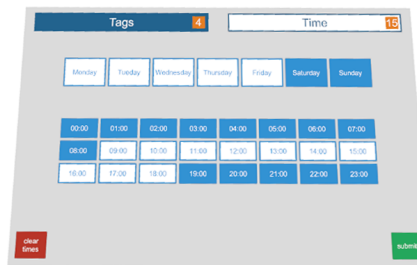 Tags 4 Time 15
Monday Tuesday Wednesday Thursday Friday Saturday Sunday
00:00 01:00 02:00 03:00 04:00 05:00 06:00 07:00
08:00 09:00 10:00 11:00 12:00 13:00 14:00 15:00
16:00 17:00 18:00 19:00 20:00 21:00 22:00 23:00
clear
times
submit